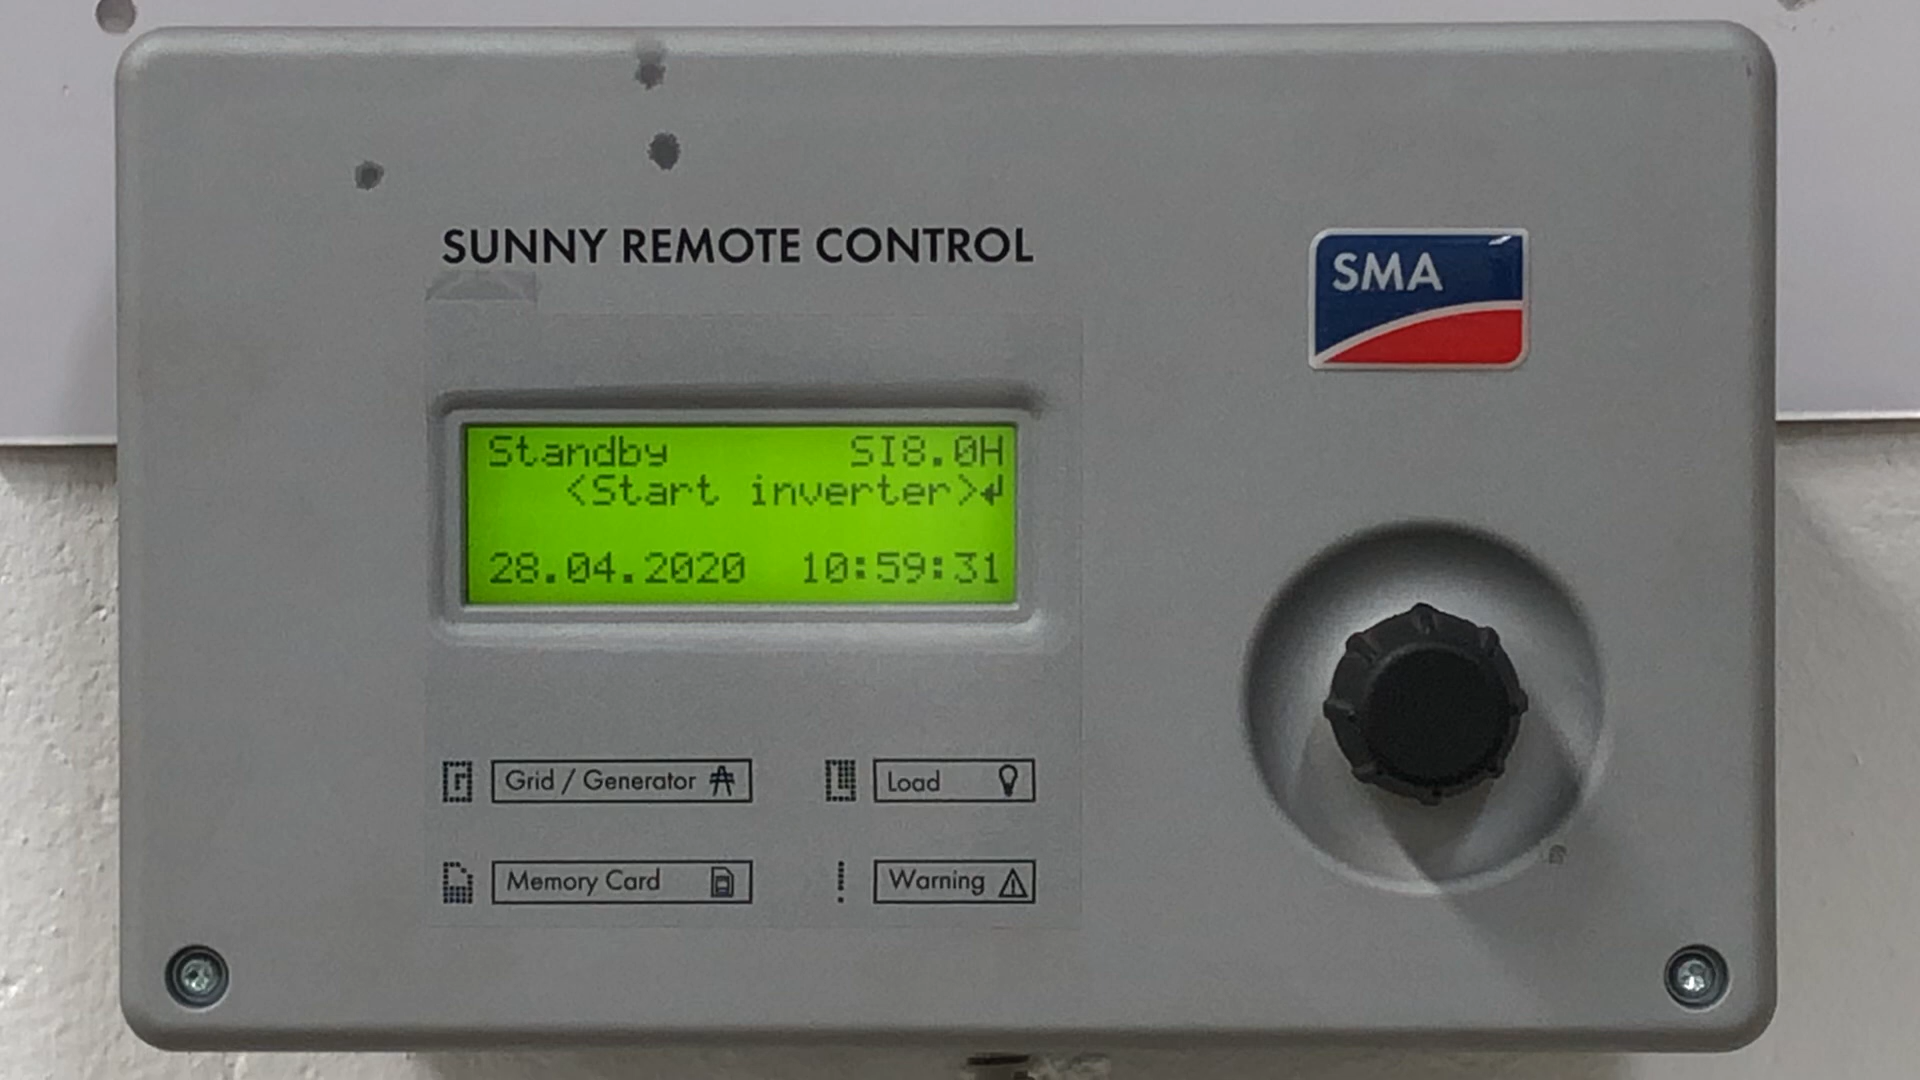 SUNNY REMOTE CONTROL
SMA
Standby SI8.0H
<Start inverter>↲
28.04.2020 10:59:31
Grid / Generator
Load
Memory Card
! Warning